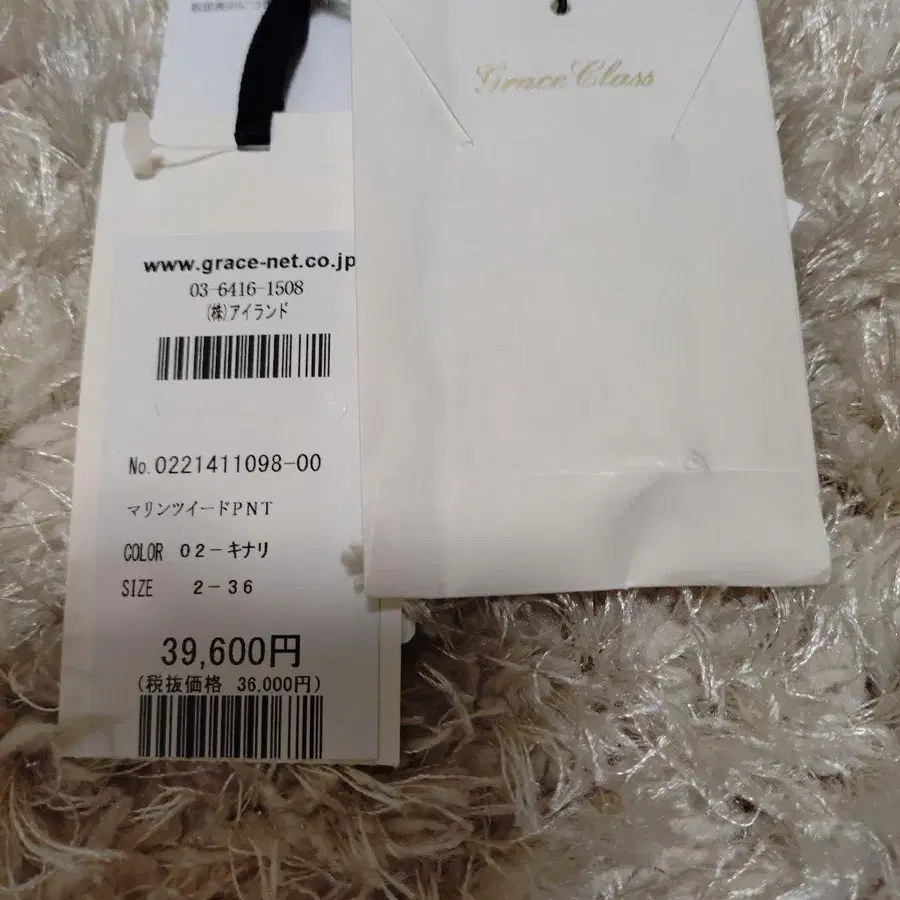 Grace Class
www.grace-net.co.jp
03-6416-1508
(株)アイランド
No.0221411098-00
マリンツイードPNT
COLOR 02-キナリ
SIZE 2-36
39,600円
(税抜価格 36,000円)